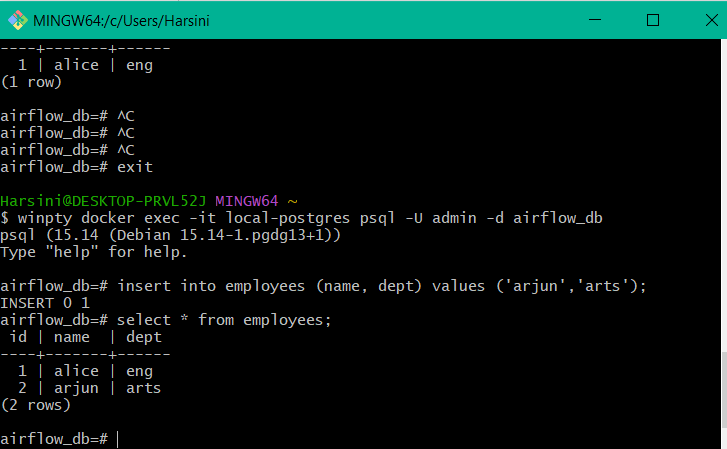 MINGW64:/c/Users/Harsini
----+-------+------
  1 | alice | eng
(1 row)
airflow_db=# ^C
airflow_db=# ^C
airflow_db=# ^C
airflow_db=# exit
Harsini@DESKTOP-PRVL52J MINGW64 ~
$ winpty docker exec -it local-postgres psql -U admin -d airflow_db
psql (15.14 (Debian 15.14-1.pgdg13+1))
Type "help" for help.
airflow_db=# insert into employees (name, dept) values ('arjun','arts');
INSERT 0 1
airflow_db=# select * from employees;
 id | name  | dept
----+-------+------
  1 | alice | eng
  2 | arjun | arts
(2 rows)
airflow_db=#